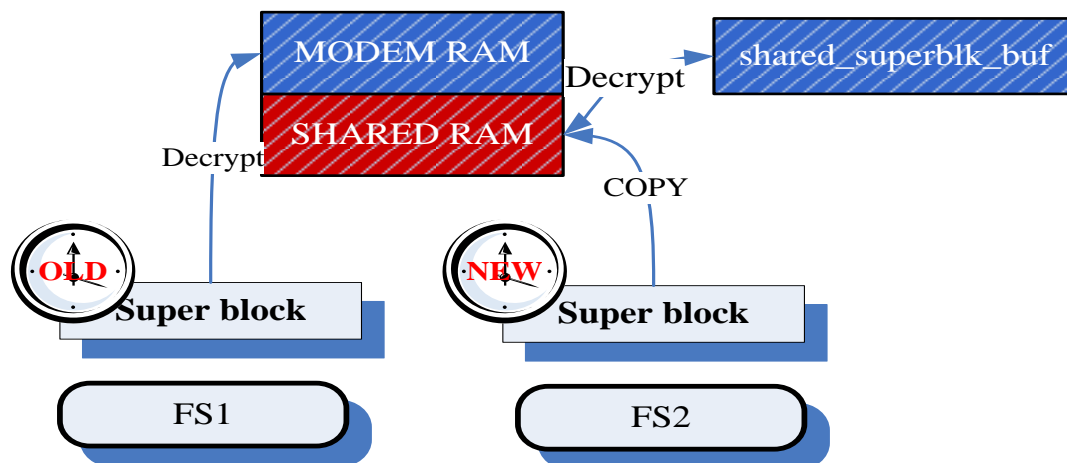 MODEM RAM
shared_superblk_buf
Decrypt
SHARED RAM
Decrypt
COPY
OLD
NEW
Super block
Super block
FS1
FS2